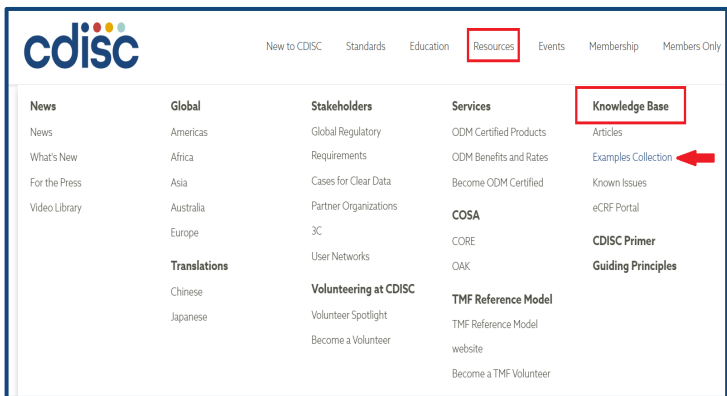 cdisc
New to CDISC Standards Education Resources Events Membership Members Only
News
News
What's New
For the Press
Video Library
Global
Americas
Africa
Asia
Australia
Europe
Translations
Chinese
Japanese
Stakeholders
Global Regulatory
Requirements
Cases for Clear Data
Partner Organizations
3C
User Networks
Volunteering at CDISC
Volunteer Spotlight
Become a Volunteer
Services
ODM Certified Products
ODM Benefits and Rates
Become ODM Certified
COSA
CORE
OAK
TMF Reference Model
TMF Reference Model
website
Become a TMF Volunteer
Knowledge Base
Articles
Examples Collection
Known Issues
eCRF Portal
CDISC Primer
Guiding Principles